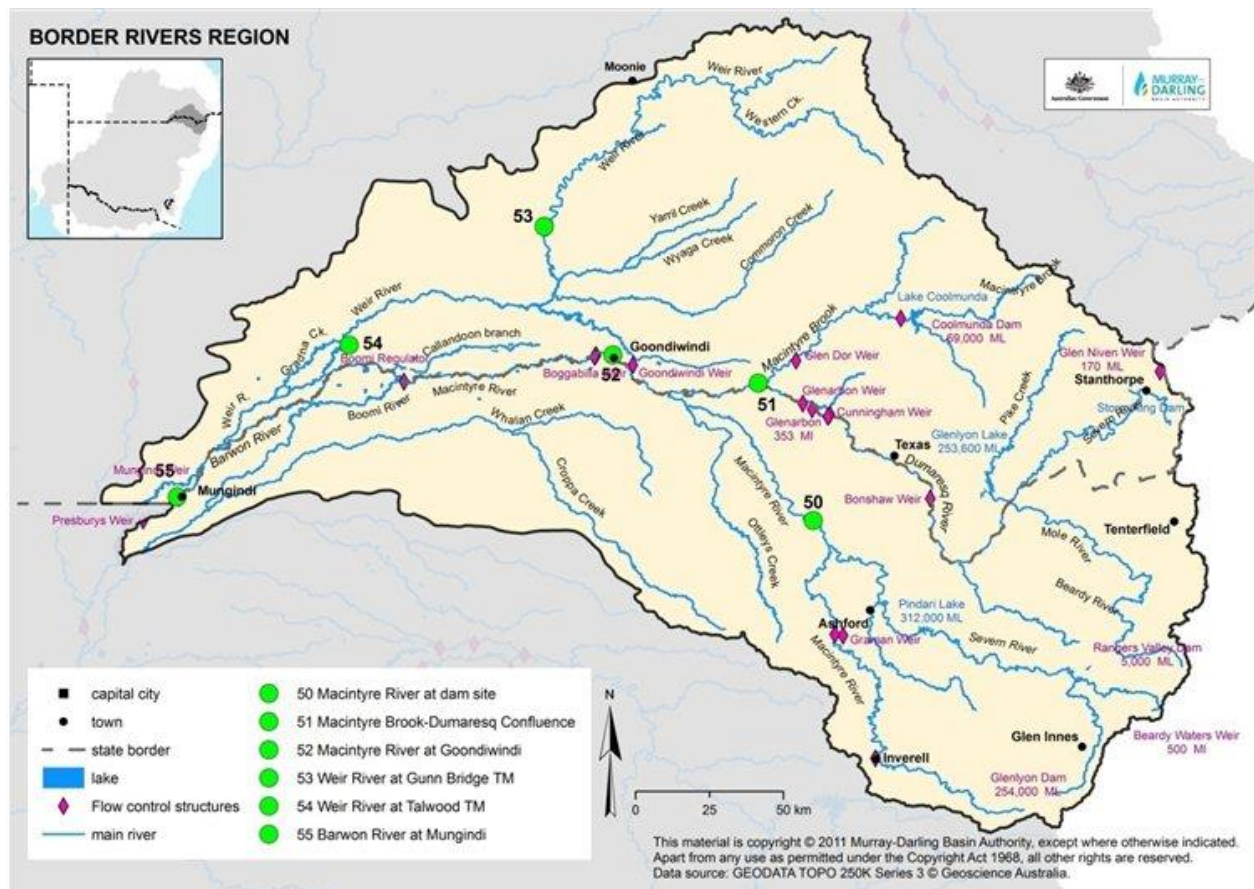 BORDER RIVERS REGION
Australian Government
MURRAY-
DARLING
BASIN AUTHORITY
Moonie
Weir River
Western Ck.
Weir River
53
Yarril Creek
Wyaga Creek
Commoron Creek
Macintyre Brook
Lake Coolmunda
Coolmunda Dam
69,000 ML
Weir River
Callandoon branch
54
Boomi Regulator
Goondiwindi
52
Boggabilla
Goondiwindi Weir
Macintyre Brook
Glen Dor Weir
Glen Niven Weir
170 ML
Stanthorpe
Severn River
Pike Creek
51
Glenarbon Weir
Cunningham Weir
Glenarbon
353 Ml
Weir R.
Boomi River
Macintyre River
Whalan Creek
Barwon River
Glenlyon Lake
253,600 ML
Texas
Dumaresq River
55
Mungindi
Presburys Weir
Croppa Creek
Macintyre River
50
Bonshaw Weir
Ottleys Creek
Tenterfield
Mole River
Beardy River
Pindari Lake
312,000 ML
Ashford
Graman Weir
Severn River
Rangers Valley Dam
5,000 ML
Macintyre River
Beardy Waters Weir
500 Ml
Glen Innes
Inverell
Glenlyon Dam
254,000 ML
capital city
town
state border
lake
Flow control structures
main river
50 Macintyre River at dam site
51 Macintyre Brook-Dumaresq Confluence
52 Macintyre River at Goondiwindi
53 Weir River at Gunn Bridge TM
54 Weir River at Talwood TM
55 Barwon River at Mungindi
N
0 25 50 km
This material is copyright © 2011 Murray-Darling Basin Authority, except where otherwise indicated.
Apart from any use as permitted under the Copyright Act 1968, all other rights are reserved.
Data source: GEODATA TOPO 250K Series 3 © Geoscience Australia.